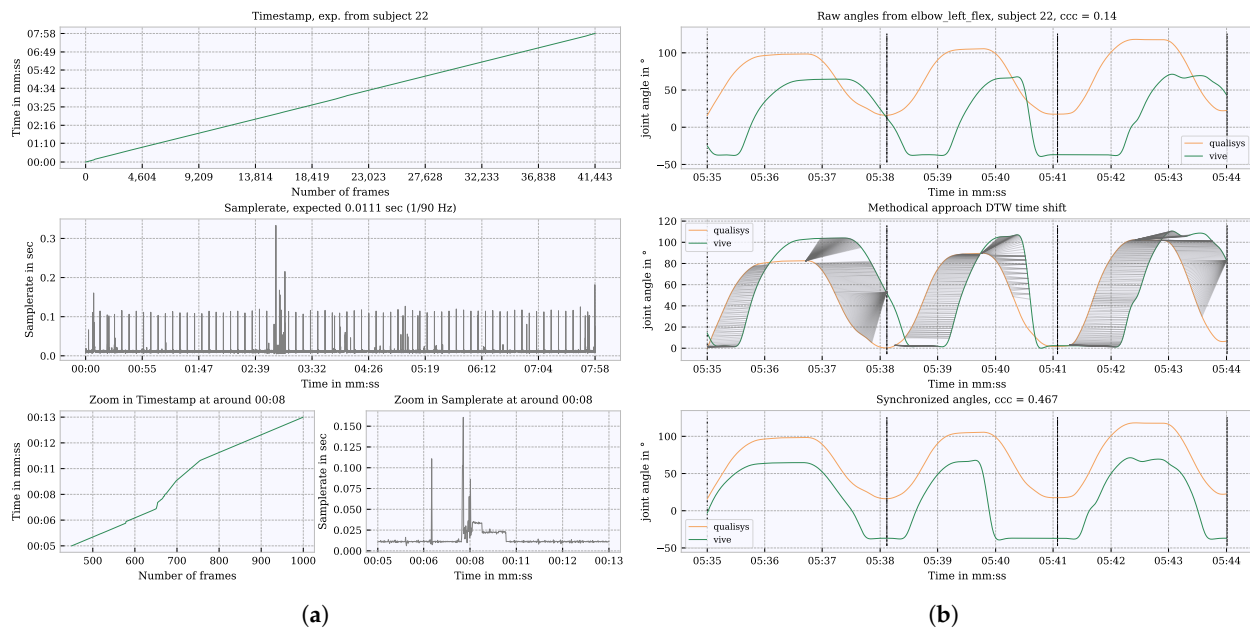 Timestamp, exp. from subject 22
Time in mm:ss
07:58
06:49
05:42
04:34
03:25
02:16
01:10
00:00
0 4,604 9,209 13,814 18,419 23,023 27,628 32,233 36,838 41,443
Number of frames
Samplerate, expected 0.0111 sec (1/90 Hz)
Samplerate in sec
0.3
0.2
0.1
0.0
00:00 00:55 01:47 02:39 03:32 04:26 05:19 06:12 07:04 07:58
Time in mm:ss
Zoom in Timestamp at around 00:08
Time in mm:ss
00:13
00:12
00:11
00:08
00:06
00:05
500 600 700 800 900 1000
Number of frames
Zoom in Samplerate at around 00:08
Samplerate in sec
0.150
0.125
0.100
0.075
0.050
0.025
0.000
00:05 00:06 00:08 00:11 00:12 00:13
Time in mm:ss
(a)
Raw angles from elbow_left_flex, subject 22, ccc = 0.14
joint angle in °
100
50
0
−50
qualisys
vive
05:35 05:36 05:37 05:38 05:39 05:40 05:41 05:42 05:43 05:44
Time in mm:ss
Methodical approach DTW time shift
joint angle in °
120
100
80
60
40
20
0
qualisys
vive
05:35 05:36 05:37 05:38 05:39 05:40 05:41 05:42 05:43 05:44
Time in mm:ss
Synchronized angles, ccc = 0.467
joint angle in °
100
50
0
−50
qualisys
vive
05:35 05:36 05:37 05:38 05:39 05:40 05:41 05:42 05:43 05:44
Time in mm:ss
(b)